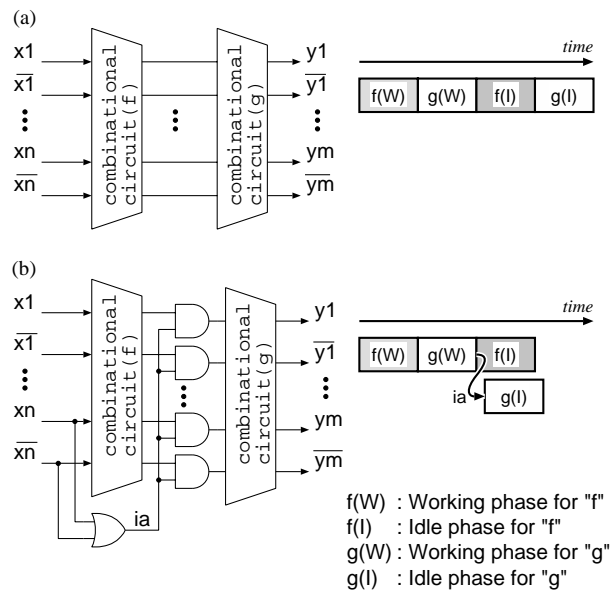 (a)
x1
x1
xn
xn
combinational
circuit(f)
combinational
circuit(g)
y1
y1
ym
ym
time
f(W) g(W) f(I) g(I)
(b)
x1
x1
xn
xn
combinational
circuit(f)
combinational
circuit(g)
ia
y1
y1
ym
ym
time
f(W) g(W) f(I)
ia g(I)
f(W) : Working phase for "f"
f(I) : Idle phase for "f"
g(W) : Working phase for "g"
g(I) : Idle phase for "g"